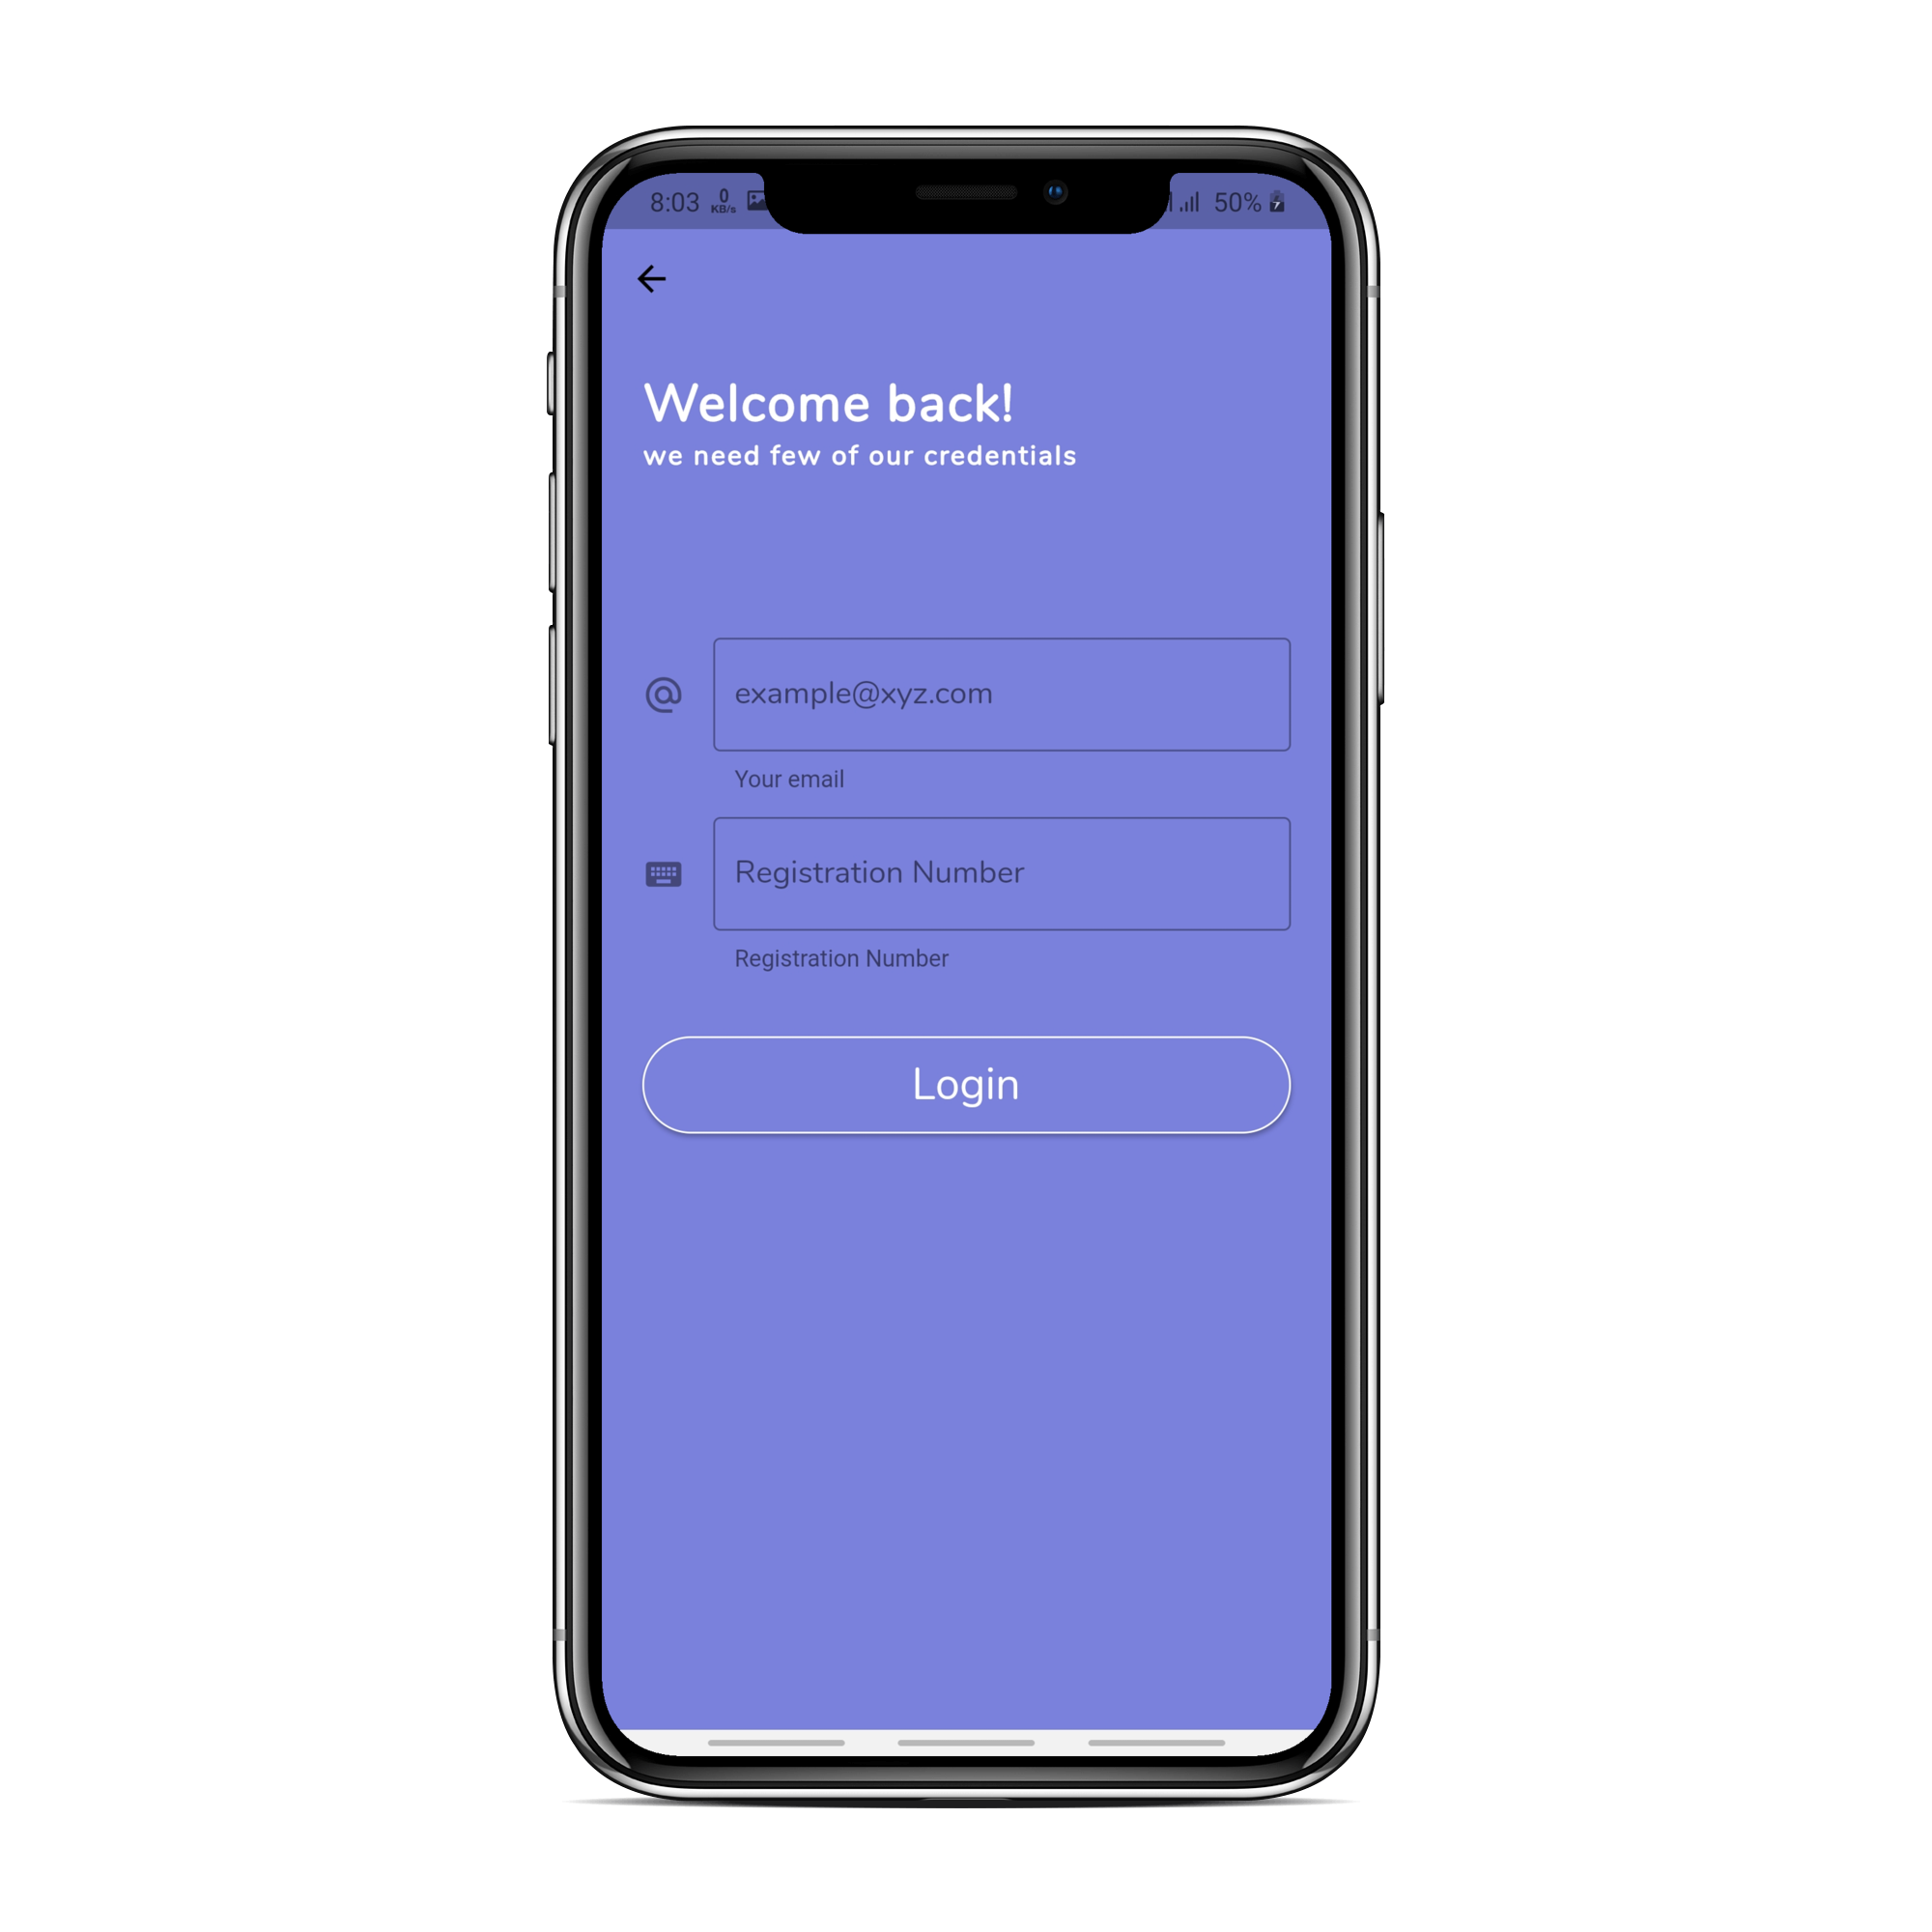 8:03 0 KB/s 50%
Welcome back!
we need few of our credentials
example@xyz.com
Your email
Registration Number
Registration Number
Login